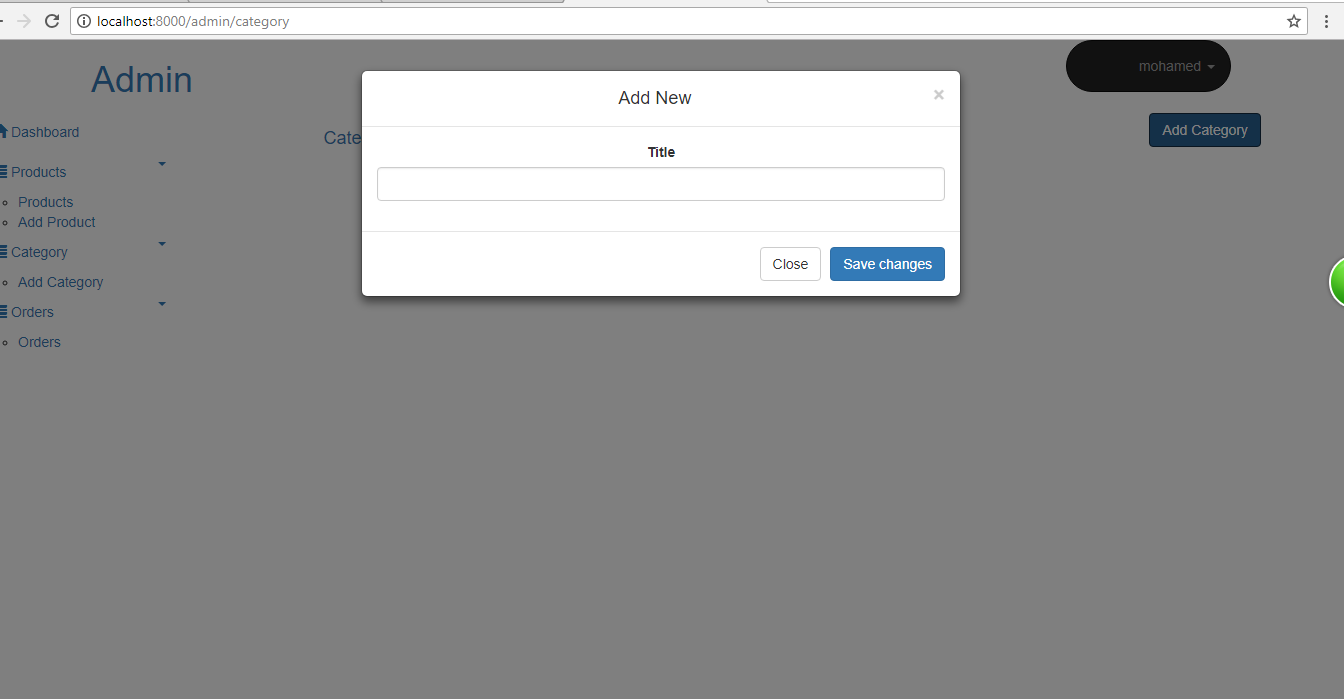 localhost:8000/admin/category
Admin
mohamed
Add New
×
Dashboard
Cate
Add Category
Title
Products
Products
Add Product
Category
Close
Save changes
Add Category
Orders
Orders